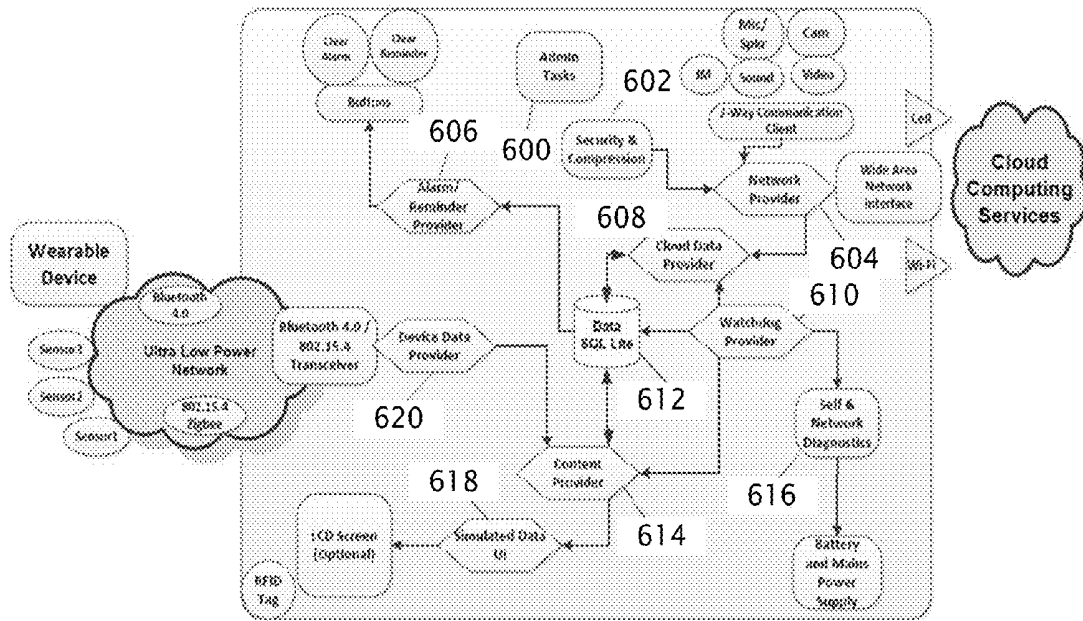 Clear
Alarm
Clear
Reminder
Buttons
606
Admin
Tasks
600
602
Security &
Compression
Mic/
Spkr
Cam
IM
Sound
Video
2-Way Communication
Client
Cell
Network
Provider
Wide Area
Network
Interface
Cloud
Computing
Services
Alarm/
Reminder
Provider
608
Cloud Data
Provider
604
Wi-Fi
610
Wearable
Device
Bluetooth
4.0
Ultra Low Power
Network
802.15.4
Zigbee
Sensor3
Sensor2
Sensor1
Bluetooth 4.0 /
802.15.4
Transceiver
Device Data
Provider
620
Data
SQL Lite
612
Watchdog
Provider
Self &
Network
Diagnostics
616
Content
Provider
614
618
Simulated Data
UI
LCD Screen
(Optional)
Battery
and Mains
Power
Supply
RFID
Tag